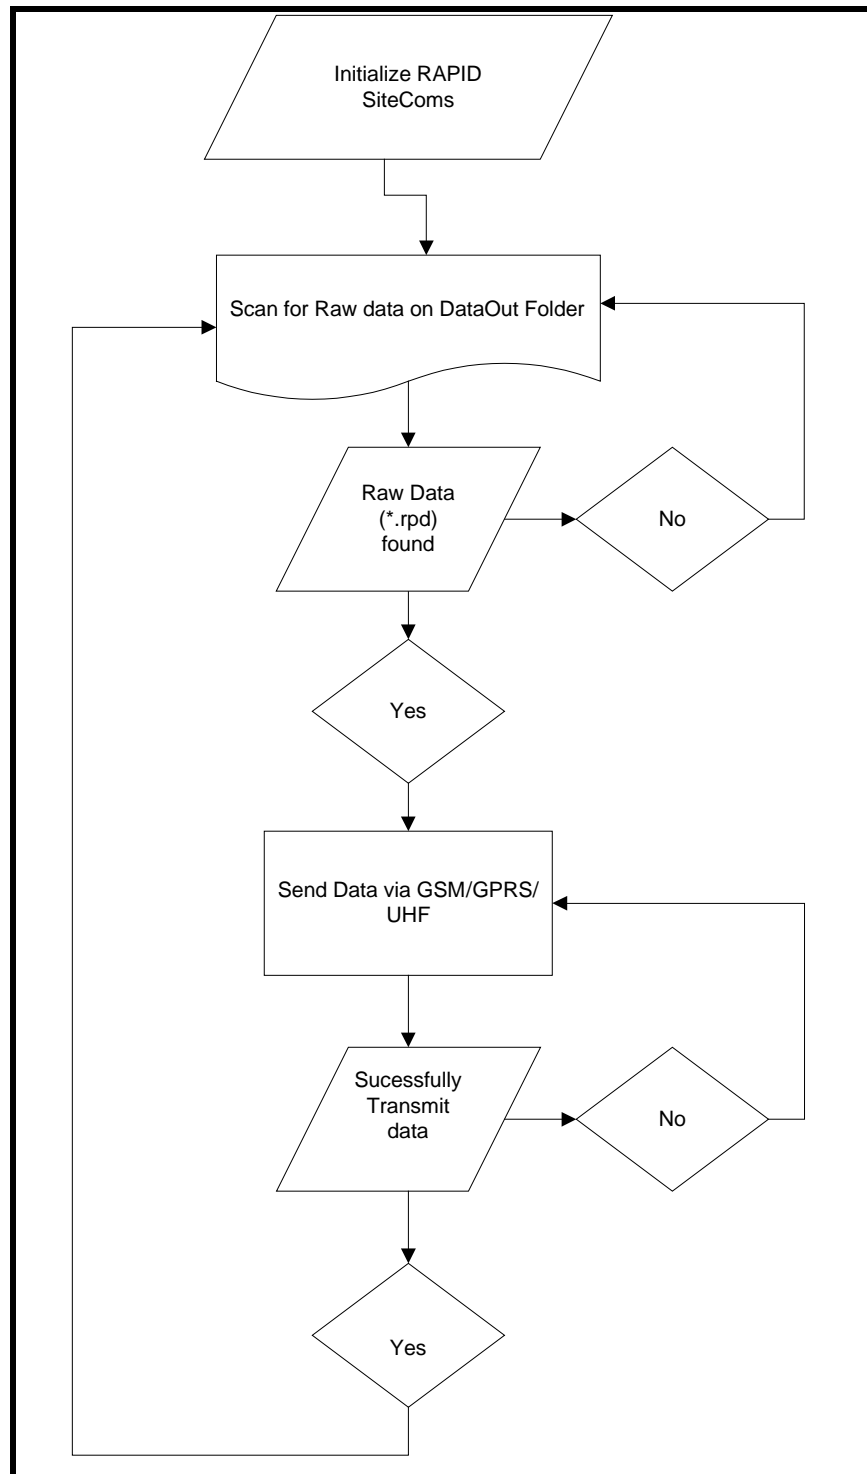 Initialize RAPID
SiteComs
Scan for Raw data on DataOut Folder
Raw Data
(*.rpd)
found
No
Yes
Send Data via GSM/GPRS/
UHF
Sucessfully
Transmit
data
No
Yes